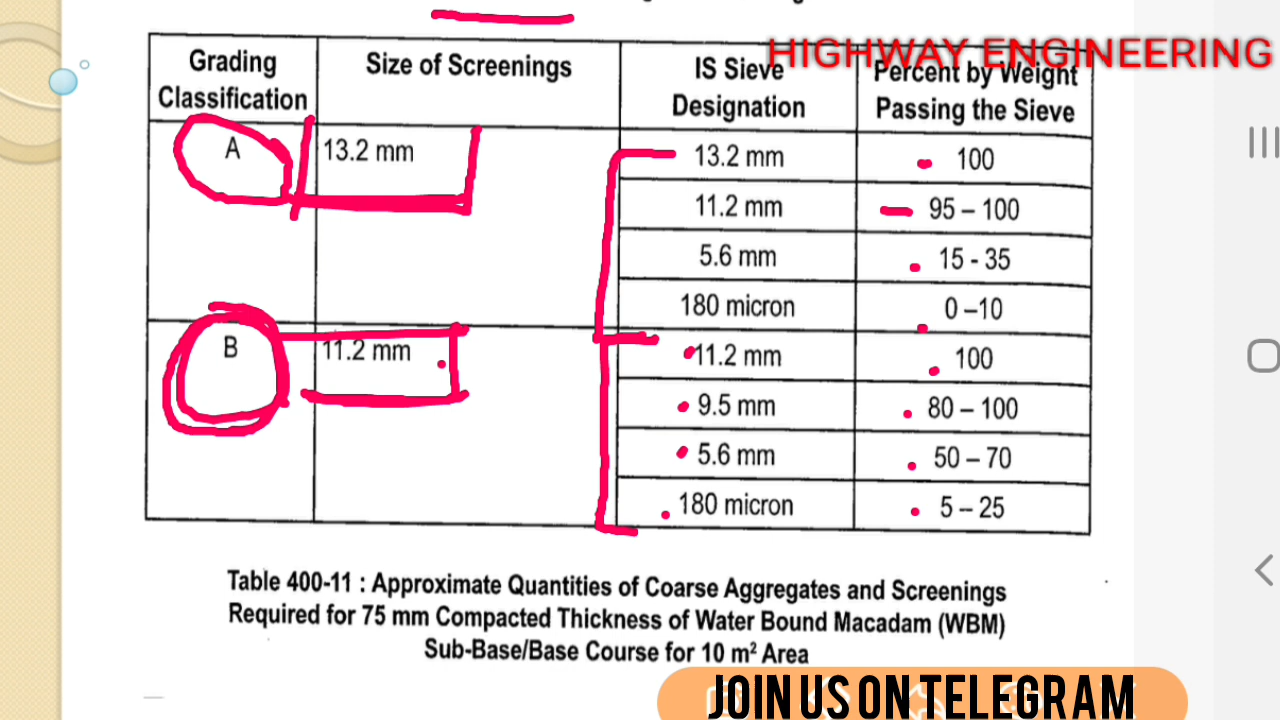 HIGHWAY ENGINEERING
Grading Classification | Size of Screenings | IS Sieve Designation | Percent by Weight Passing the Sieve
A | 13.2 mm | 13.2 mm | 100
11.2 mm | 95 – 100
5.6 mm | 15 - 35
180 micron | 0 –10
B | 11.2 mm | 11.2 mm | 100
9.5 mm | 80 – 100
5.6 mm | 50 – 70
180 micron | 5 – 25
Table 400-11 : Approximate Quantities of Coarse Aggregates and Screenings
Required for 75 mm Compacted Thickness of Water Bound Macadam (WBM)
Sub-Base/Base Course for 10 m² Area
JOIN US ON TELEGRAM